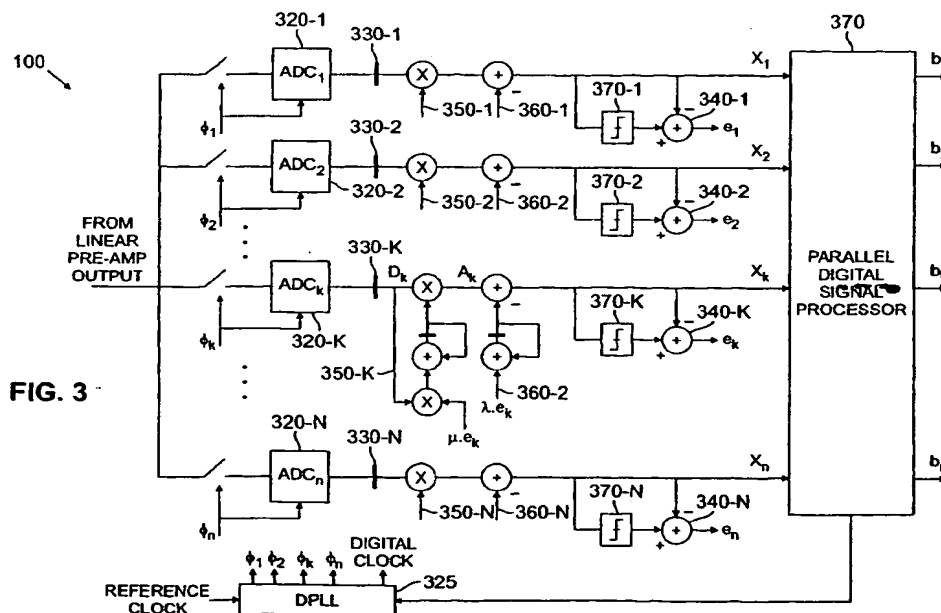 100
320-1
ADC1
330-1
X
+
−
350-1
360-1
X1
370
370-1
340-1
−
+
+
e1
b
ϕ1
320-2
ADC2
330-2
X
+
−
350-2
360-2
X2
370-2
340-2
−
+
+
e2
b
ϕ2
FROM
LINEAR
PRE-AMP
OUTPUT
320-K
ADCk
330-K
Dk
X
Ak
+
−
+
+
X
350-K
360-2
λ.ek
μ.ek
Xk
370-K
340-K
−
+
+
ek
b
ϕk
PARALLEL
DIGITAL
SIGNAL
PROCESSOR
FIG. 3
320-N
ADCn
330-N
X
+
−
350-N
360-N
Xn
370-N
340-N
−
+
+
en
b
ϕn
ϕ1 ϕ2 ϕk ϕn
DIGITAL
CLOCK
325
REFERENCE
CLOCK
DPLL